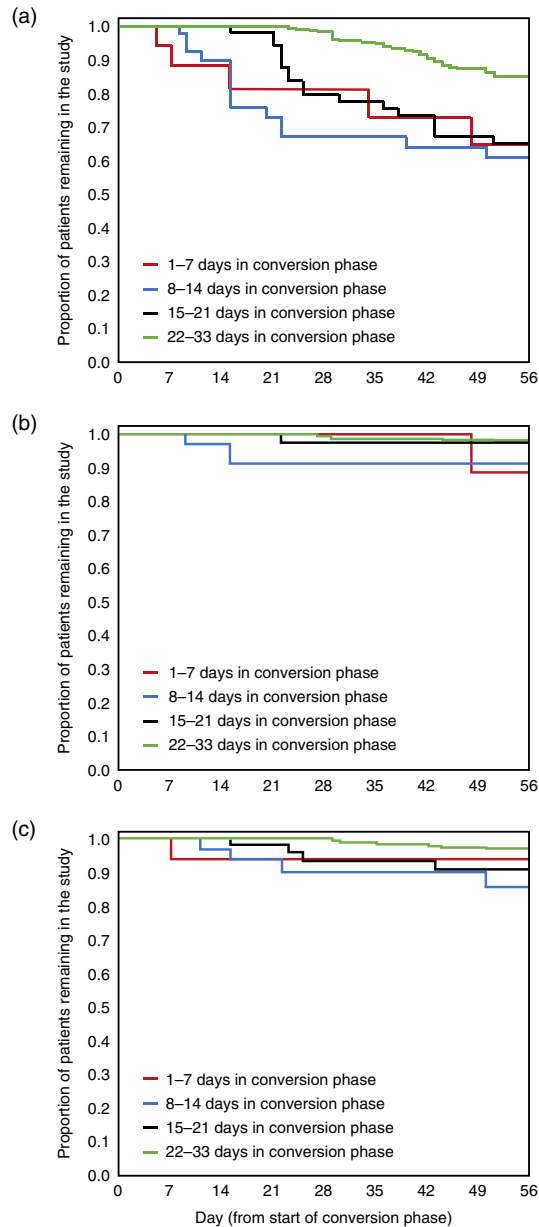 (a)
Proportion of patients remaining in the study
1.0
0.9
0.8
0.7
0.6
0.5
0.4
0.3
0.2
0.1
0.0
1–7 days in conversion phase
8–14 days in conversion phase
15–21 days in conversion phase
22–33 days in conversion phase
0 7 14 21 28 35 42 49 56
(b)
Proportion of patients remaining in the study
1.0
0.9
0.8
0.7
0.6
0.5
0.4
0.3
0.2
0.1
0.0
1–7 days in conversion phase
8–14 days in conversion phase
15–21 days in conversion phase
22–33 days in conversion phase
0 7 14 21 28 35 42 49 56
(c)
Proportion of patients remaining in the study
1.0
0.9
0.8
0.7
0.6
0.5
0.4
0.3
0.2
0.1
0.0
1–7 days in conversion phase
8–14 days in conversion phase
15–21 days in conversion phase
22–33 days in conversion phase
0 7 14 21 28 35 42 49 56
Day (from start of conversion phase)